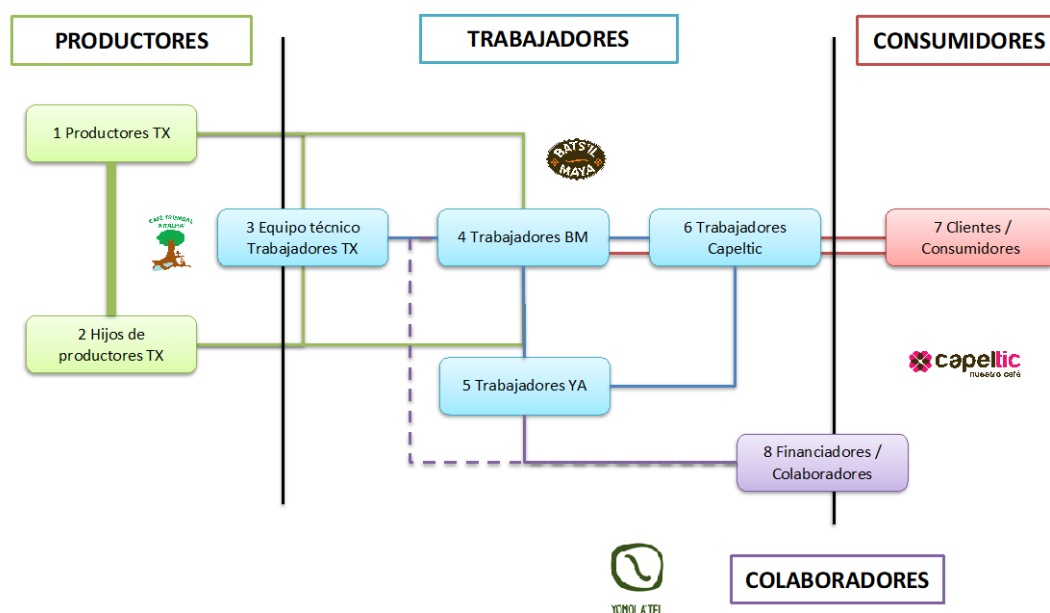 PRODUCTORES
TRABAJADORES
CONSUMIDORES
1 Productores TX
BATS'IL
MAYA
3 Equipo técnico
Trabajadores TX
4 Trabajadores BM
6 Trabajadores
Capeltic
7 Clientes /
Consumidores
2 Hijos de
productores TX
capeltic
nuestro café
5 Trabajadores YA
8 Financiadores /
Colaboradores
COLABORADORES
YOMOL A'TEL